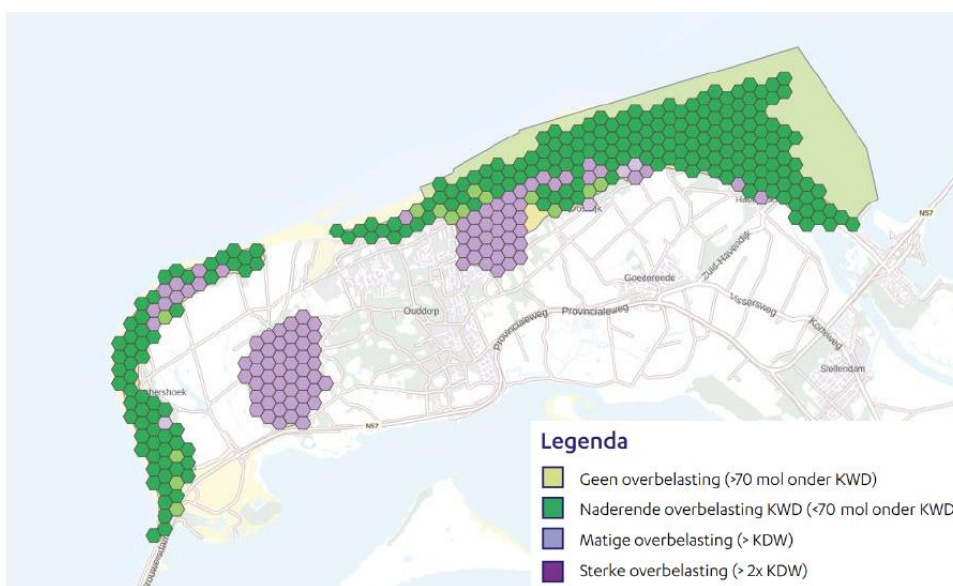 N57
Goedereede
Zuid-Havendijk
Ouddorp
Provincialeweg
Provincialeweg
Vissersweg
Korteweg
Stellendam
N57
Legenda
Geen overbelasting (>70 mol onder KWD)
Naderende overbelasting KWD (<70 mol onder KWD
Matige overbelasting (> KDW)
Sterke overbelasting (> 2x KDW)